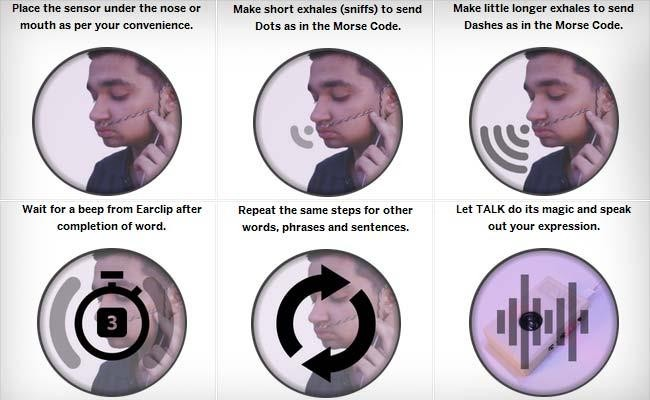 Place the sensor under the nose or
mouth as per your convenience.
Make short exhales (sniffs) to send
Dots as in the Morse Code.
Make little longer exhales to send
Dashes as in the Morse Code.
Wait for a beep from Earclip after
completion of word.
3
Repeat the same steps for other
words, phrases and sentences.
Let TALK do its magic and speak
out your expression.